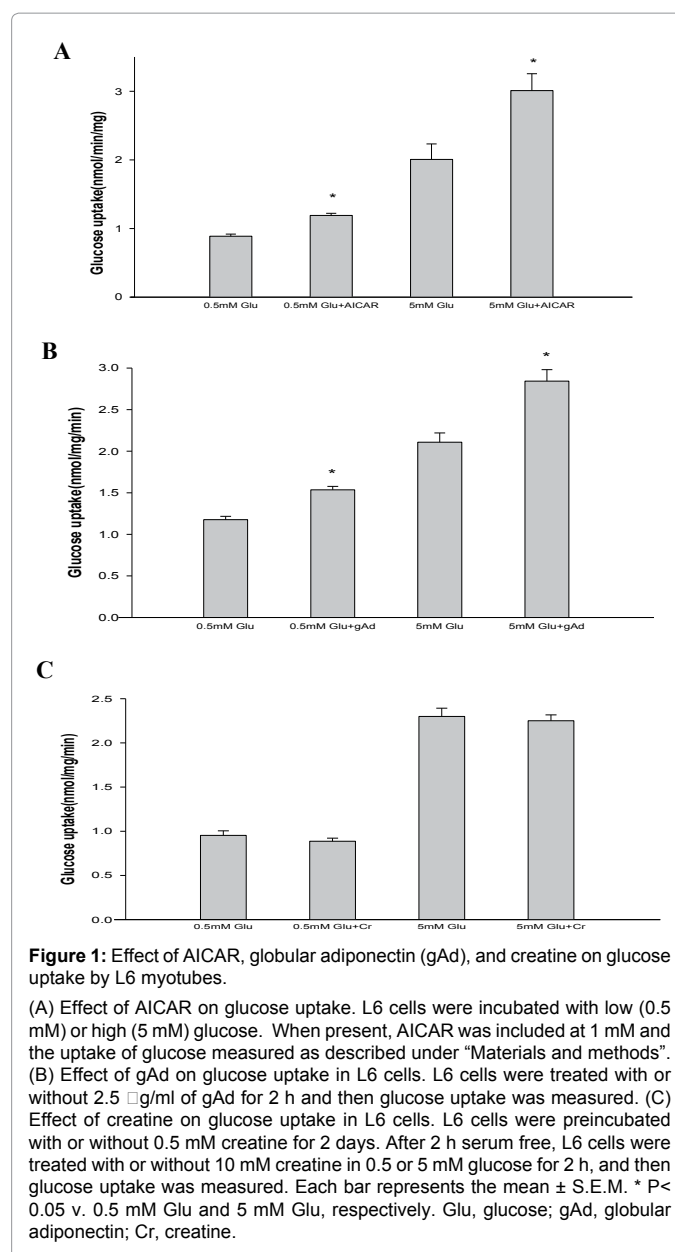 A
*
*
3
2
1
0
Glucose uptake(nmol/min/mg)
0.5mM Glu 0.5mM Glu+AICAR 5mM Glu 5mM Glu+AICAR
B
*
*
3.0
2.5
2.0
1.5
1.0
0.5
0.0
Glucose uptake(nmol/mg/min)
0.5mM Glu 0.5mM Glu+gAd 5mM Glu 5mM Glu+gAd
C
2.5
2.0
1.5
1.0
0.5
0.0
Glucose uptake(nmol/mg/min)
0.5mM Glu 0.5mM Glu+Cr 5mM Glu 5mM Glu+Cr
Figure 1: Effect of AICAR, globular adiponectin (gAd), and creatine on glucose
uptake by L6 myotubes.
(A) Effect of AICAR on glucose uptake. L6 cells were incubated with low (0.5
mM) or high (5 mM) glucose. When present, AICAR was included at 1 mM and
the uptake of glucose measured as described under “Materials and methods”.
(B) Effect of gAd on glucose uptake in L6 cells. L6 cells were treated with or
without 2.5 □g/ml of gAd for 2 h and then glucose uptake was measured. (C)
Effect of creatine on glucose uptake in L6 cells. L6 cells were preincubated
with or without 0.5 mM creatine for 2 days. After 2 h serum free, L6 cells were
treated with or without 10 mM creatine in 0.5 or 5 mM glucose for 2 h, and then
glucose uptake was measured. Each bar represents the mean ± S.E.M. * P<
0.05 v. 0.5 mM Glu and 5 mM Glu, respectively. Glu, glucose; gAd, globular
adiponectin; Cr, creatine.